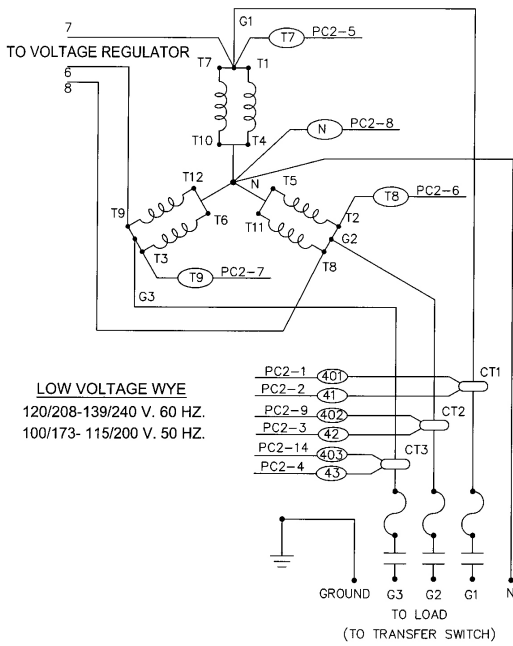 G1
7
T7
PC2-5
TO VOLTAGE REGULATOR
T7 T1
6
8
T10 T4
N
PC2-8
T12
N
T5
T9
T6
T11
T2
T8
PC2-6
G2
T3
T8
T9
PC2-7
G3
PC2-1 401
CT1
PC2-2 41
LOW VOLTAGE WYE
PC2-9 402
CT2
120/208-139/240 V. 60 HZ.
PC2-3 42
100/173- 115/200 V. 50 HZ.
PC2-14 403
CT3
PC2-4 43
GROUND G3 G2 G1 N
TO LOAD
(TO TRANSFER SWITCH)